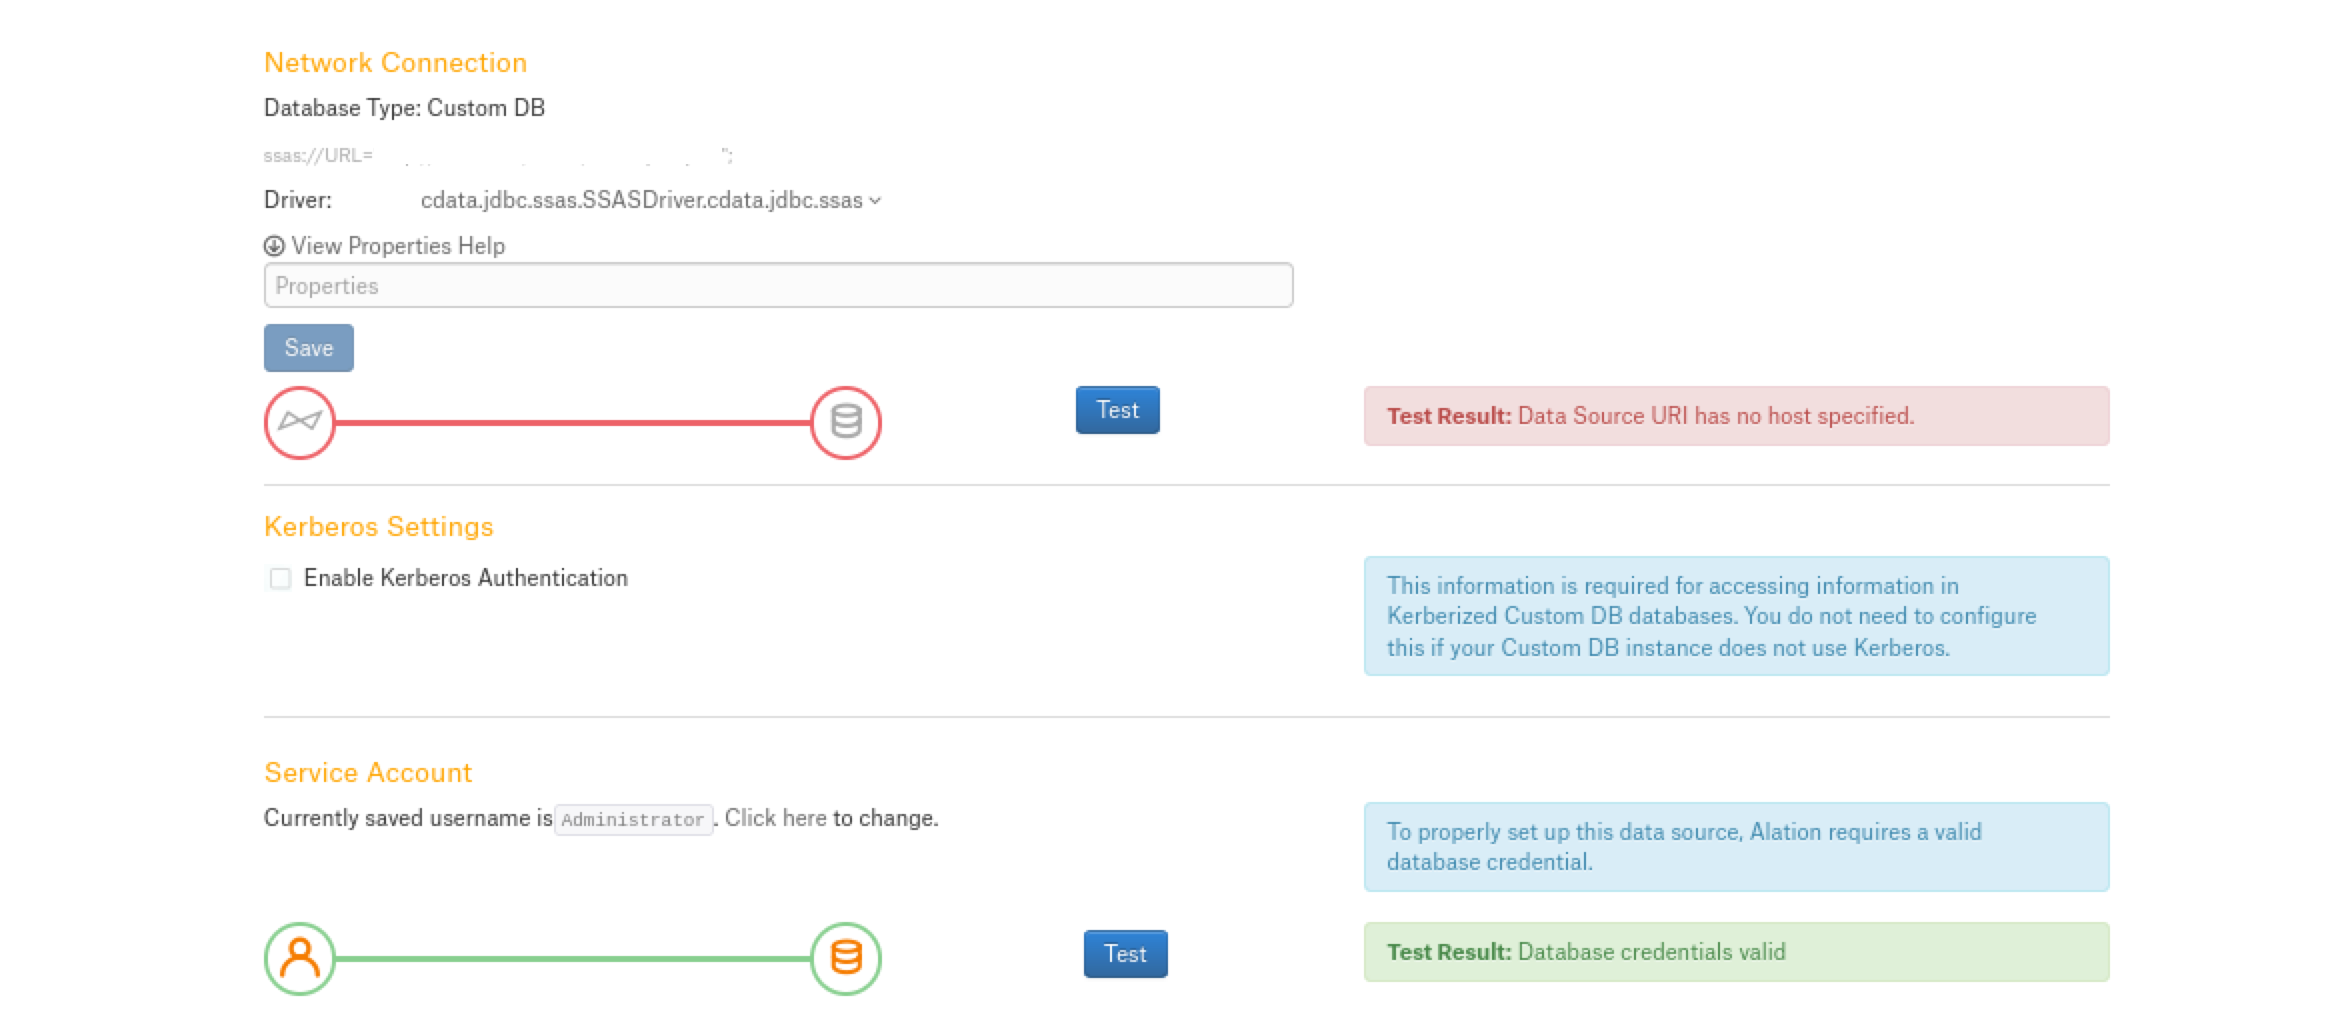 Network Connection
Database Type: Custom DB
ssas://URL= ";
Driver: cdata.jdbc.ssas.SSASDriver.cdata.jdbc.ssas
View Properties Help
Properties
Save
Test
Test Result: Data Source URI has no host specified.
Kerberos Settings
Enable Kerberos Authentication
This information is required for accessing information in
Kerberized Custom DB databases. You do not need to configure
this if your Custom DB instance does not use Kerberos.
Service Account
Currently saved username is Administrator. Click here to change.
To properly set up this data source, Alation requires a valid
database credential.
Test
Test Result: Database credentials valid